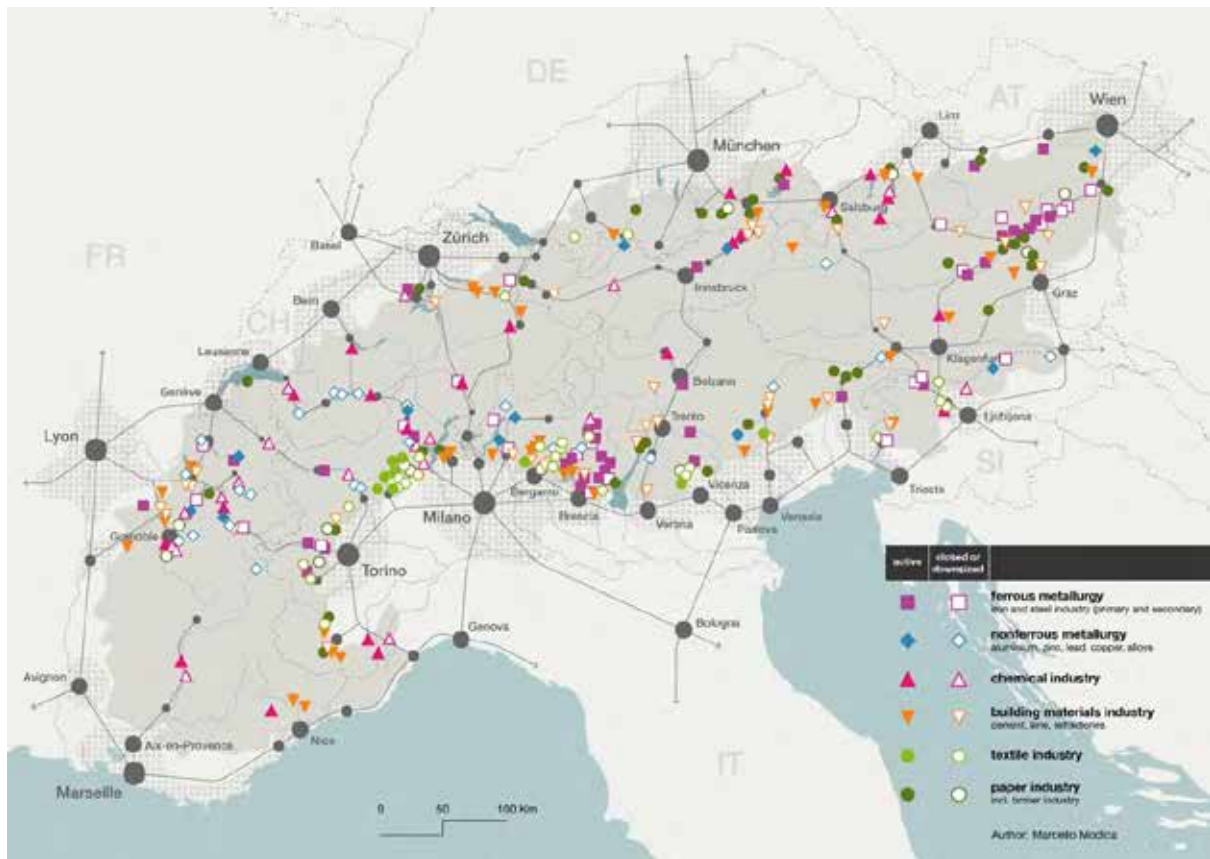 DE
AT
FR
CH
SI
IT
Wien
Linz
München
Salzburg
Basel
Zürich
Innsbruck
Bern
Graz
Lausanne
Klagenfurt
Genève
Bolzano
Ljubljana
Trento
Lyon
Bergamo
Vicenza
Trieste
Milano
Brescia
Verona
Padova
Venezia
Grenoble
Torino
Bologna
Genova
Avignon
Aix-en-Provence
Nice
Marseille
0 50 100 Km
active
closed or
downsized
ferrous metallurgy
iron and steel industry (primary and secondary)
nonferrous metallurgy
aluminum, zinc, lead, copper, alloys
chemical industry
building materials industry
cement, lime, refractories
textile industry
paper industry
incl. timber industry
Author: Marcello Modica